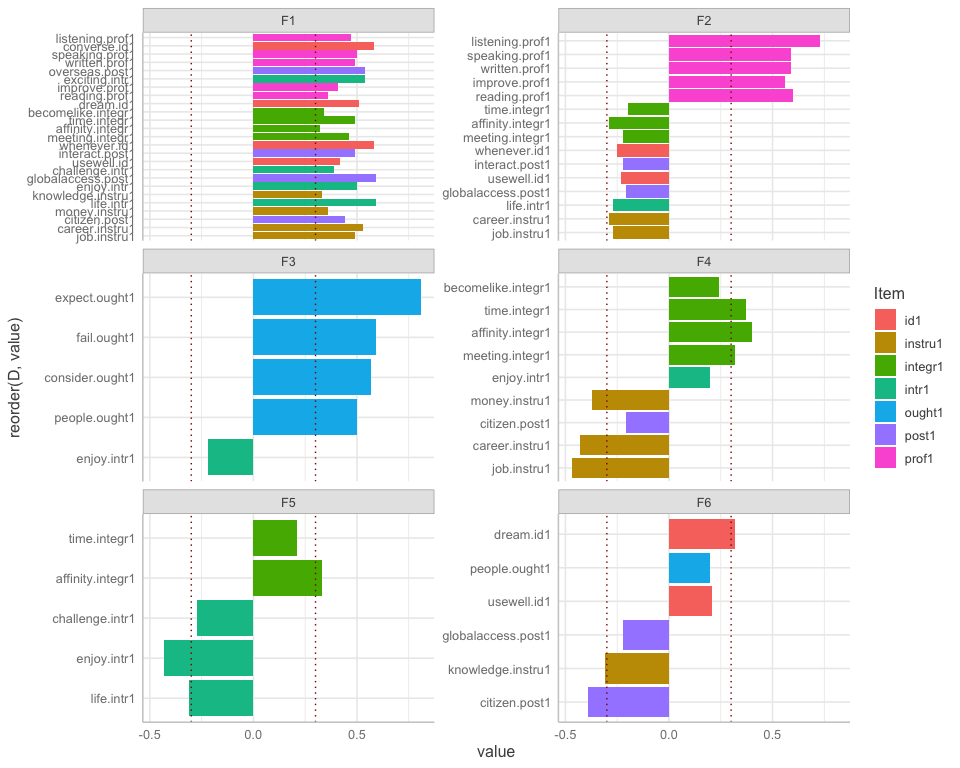 F1
listening.prof1
converse.id1
speaking.prof1
written.prof1
overseas.post1
exciting.intr1
improve.prof1
reading.prof1
dream.id1
becomelike.integr1
time.integr1
affinity.integr1
meeting.integr1
whenever.id1
interact.post1
usewell.id1
challenge.intr1
globalaccess.post1
enjoy.intr1
knowledge.instru1
life.intr1
money.instru1
citizen.post1
career.instru1
job.instru1
F2
listening.prof1
speaking.prof1
written.prof1
improve.prof1
reading.prof1
time.integr1
affinity.integr1
meeting.integr1
whenever.id1
interact.post1
usewell.id1
globalaccess.post1
life.intr1
career.instru1
job.instru1
F3
expect.ought1
fail.ought1
consider.ought1
people.ought1
enjoy.intr1
F4
becomelike.integr1
time.integr1
affinity.integr1
meeting.integr1
enjoy.intr1
money.instru1
citizen.post1
career.instru1
job.instru1
F5
time.integr1
affinity.integr1
challenge.intr1
enjoy.intr1
life.intr1
F6
dream.id1
people.ought1
usewell.id1
globalaccess.post1
knowledge.instru1
citizen.post1
-0.5 0.0 0.5
-0.5 0.0 0.5
value
reorder(D, value)
Item
id1
instru1
integr1
intr1
ought1
post1
prof1